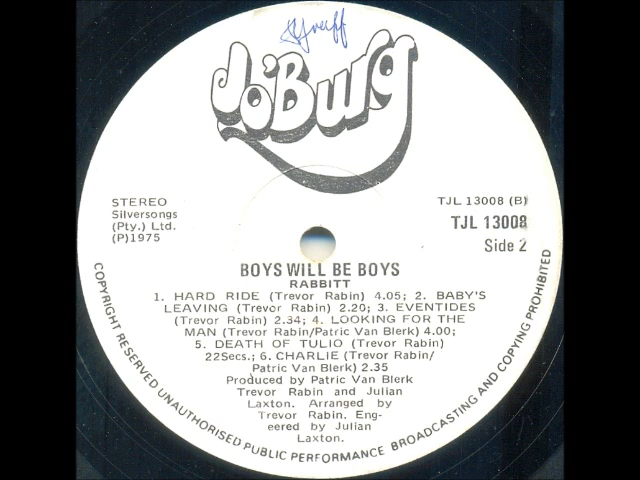 Jo'Burg
STEREO
Silversongs
(Pty.) Ltd.
(P)1975
TJL 13008 (B)
TJL 13008
Side 2
BOYS WILL BE BOYS
RABBITT
1. HARD RIDE (Trevor Rabin) 4.05; 2. BABY'S
LEAVING (Trevor Rabin) 2.20; 3. EVENTIDES
(Trevor Rabin) 2.34; 4. LOOKING FOR THE
MAN (Trevor Rabin/Patric Van Blerk) 4.00;
5. DEATH OF TULIO (Trevor Rabin)
22Secs.; 6. CHARLIE (Trevor Rabin/
Patric Van Blerk) 2.35
Produced by Patric Van Blerk
Trevor Rabin and Julian
Laxton. Arranged by
Trevor Rabin. Eng-
eered by Julian
Laxton.
COPYRIGHT RESERVED UNAUTHORISED PUBLIC PERFORMANCE BROADCASTING AND COPYING PROHIBITED